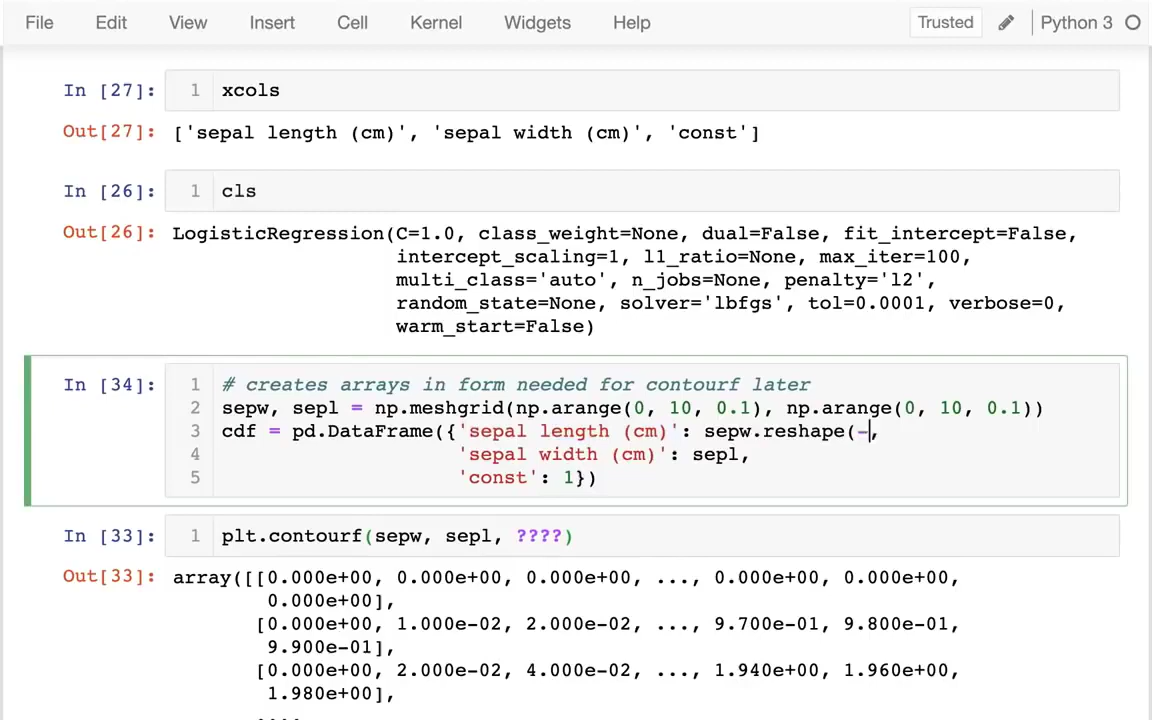 File Edit View Insert Cell Kernel Widgets Help Trusted Python 3
In [27]: 1 xcols
Out[27]: ['sepal length (cm)', 'sepal width (cm)', 'const']
In [26]: 1 cls
Out[26]: LogisticRegression(C=1.0, class_weight=None, dual=False, fit_intercept=False,
intercept_scaling=1, l1_ratio=None, max_iter=100,
multi_class='auto', n_jobs=None, penalty='l2',
random_state=None, solver='lbfgs', tol=0.0001, verbose=0,
warm_start=False)
In [34]: 1 # creates arrays in form needed for contourf later
2 sepw, sepl = np.meshgrid(np.arange(0, 10, 0.1), np.arange(0, 10, 0.1))
3 cdf = pd.DataFrame({'sepal length (cm)': sepw.reshape(-,
4 'sepal width (cm)': sepl,
5 'const': 1})
In [33]: 1 plt.contourf(sepw, sepl, ????)
Out[33]: array([[0.000e+00, 0.000e+00, 0.000e+00, ..., 0.000e+00, 0.000e+00,
0.000e+00],
[0.000e+00, 1.000e-02, 2.000e-02, ..., 9.700e-01, 9.800e-01,
9.900e-01],
[0.000e+00, 2.000e-02, 4.000e-02, ..., 1.940e+00, 1.960e+00,
1.980e+00],